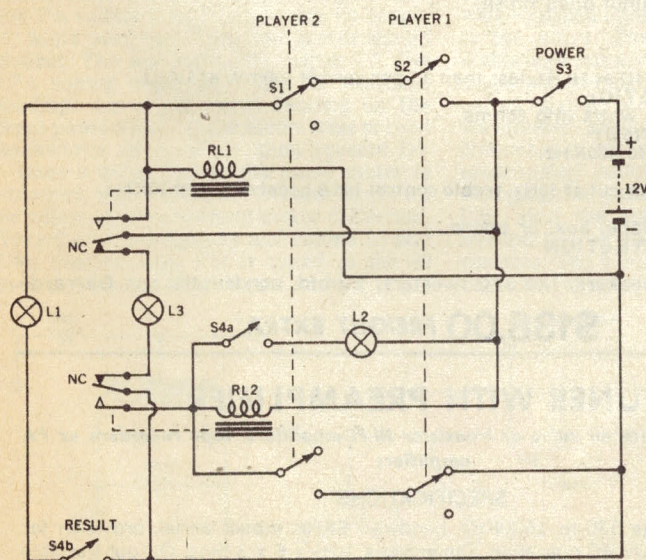 PLAYER 2
PLAYER 1
POWER
S1
S2
S3
+
12V
−
RL1
NC
L1
L3
S4a
L2
NC
RL2
RESULT
S4b